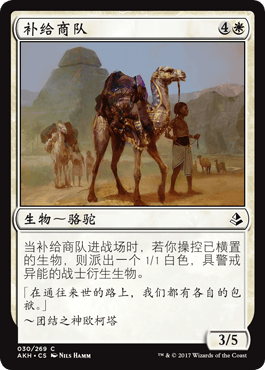 补给商队 4
生物～骆驼
当补给商队进战场时，若你操控已横置
的生物，则派出一个 1/1 白色，具警戒
异能的战士衍生生物。
「在通往来世的路上，我们都有各自的包
袱。」
～团结之神欧柯塔
3/5
030/269 C
AKH • CS NILS HAMM
™ & © 2017 Wizards of the Coast